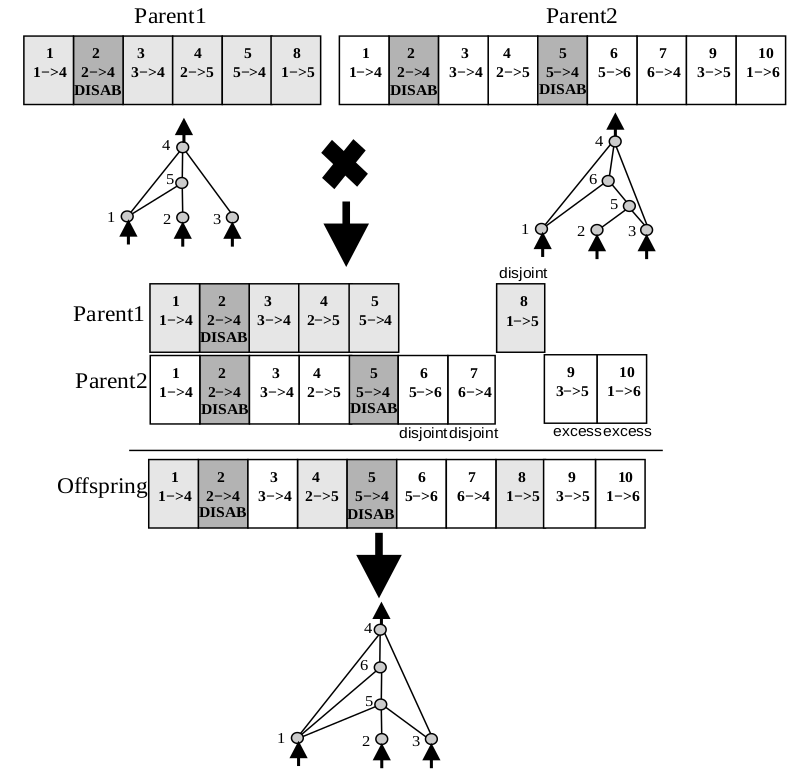 Parent1
Parent2
1 2 3 4 5 8
1−>4 2−>4 3−>4 2−>5 5−>4 1−>5
DISAB
1 2 3 4 5 6 7 9 10
1−>4 2−>4 3−>4 2−>5 5−>4 5−>6 6−>4 3−>5 1−>6
DISAB DISAB
4
5
1 2 3
4
6
5
1 2 3
disjoint
Parent1
1 2 3 4 5 8
1−>4 2−>4 3−>4 2−>5 5−>4 1−>5
DISAB
Parent2
1 2 3 4 5 6 7 9 10
1−>4 2−>4 3−>4 2−>5 5−>4 5−>6 6−>4 3−>5 1−>6
DISAB DISAB
disjoint disjoint excess excess
Offspring
1 2 3 4 5 6 7 8 9 10
1−>4 2−>4 3−>4 2−>5 5−>4 5−>6 6−>4 1−>5 3−>5 1−>6
DISAB DISAB
4
6
5
1 2 3